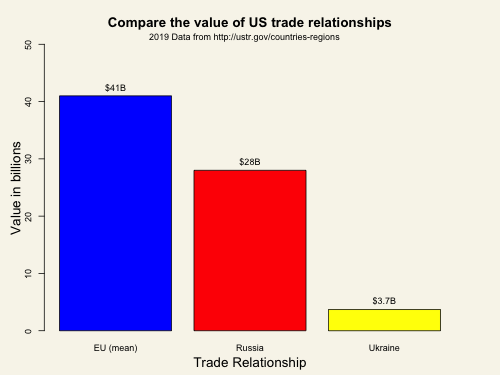 Compare the value of US trade relationships
2019 Data from http://ustr.gov/countries-regions
Value in billions
50
40
30
20
10
0
$41B
$28B
$3.7B
EU (mean)
Russia
Ukraine
Trade Relationship